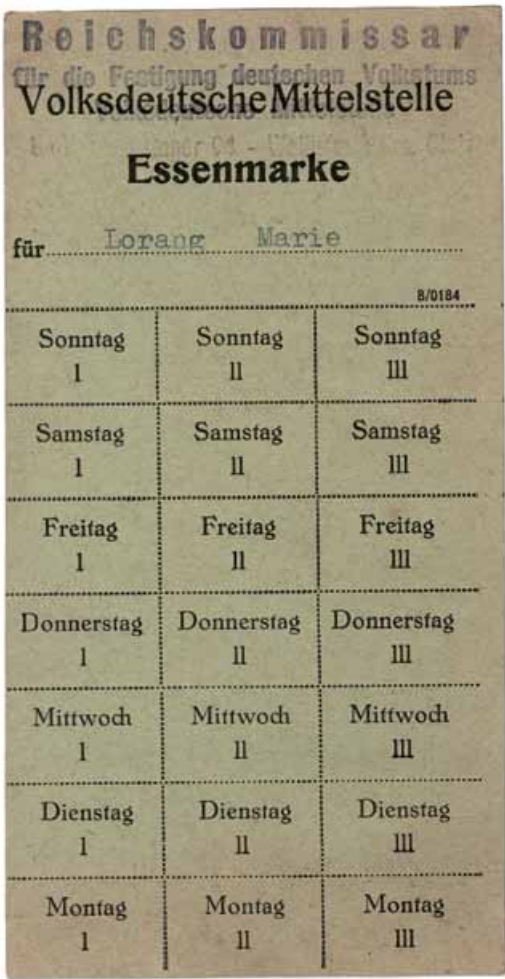 Reichskommissar
für die Festigung deutschen Volkstums
Volksdeutsche Mittelstelle
Volksdeutsche Mittelstelle
Essenmarke
für Lorang Marie
B/0184
Sonntag Sonntag Sonntag
I II III
Samstag Samstag Samstag
I II III
Freitag Freitag Freitag
I II III
Donnerstag Donnerstag Donnerstag
I II III
Mittwoch Mittwoch Mittwoch
I II III
Dienstag Dienstag Dienstag
I II III
Montag Montag Montag
I II III